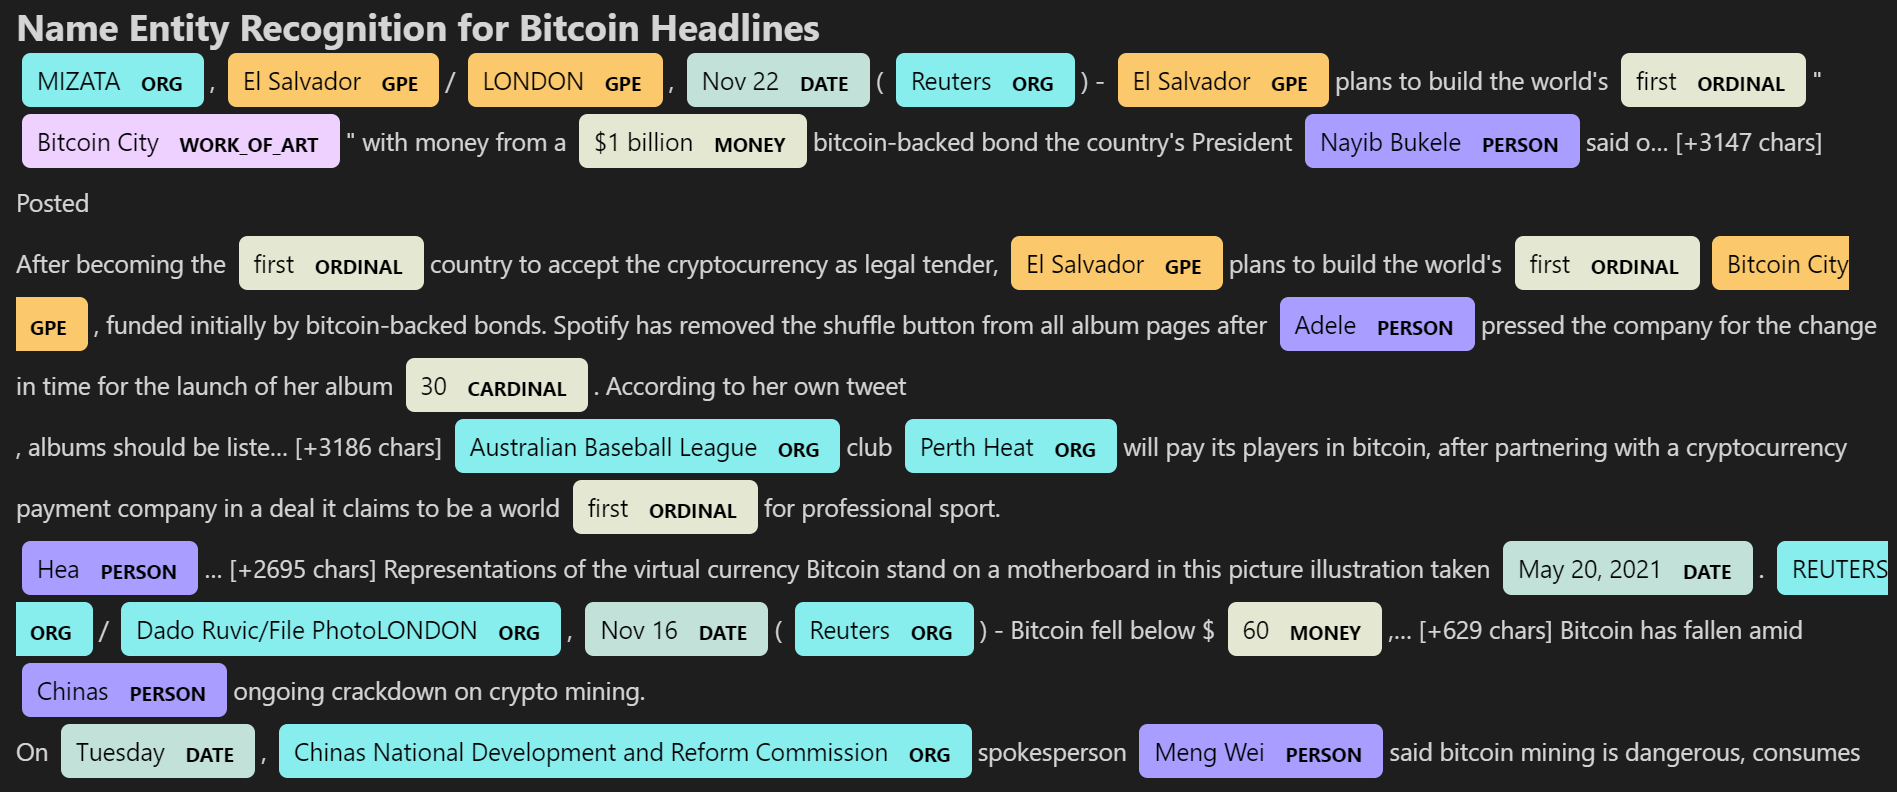 Name Entity Recognition for Bitcoin Headlines
MIZATA ORG , El Salvador GPE / LONDON GPE , Nov 22 DATE ( Reuters ORG ) - El Salvador GPE plans to build the world's first ORDINAL "
Bitcoin City WORK_OF_ART " with money from a $1 billion MONEY bitcoin-backed bond the country's President Nayib Bukele PERSON said o… [+3147 chars]
Posted
After becoming the first ORDINAL country to accept the cryptocurrency as legal tender, El Salvador GPE plans to build the world's first ORDINAL Bitcoin City
GPE , funded initially by bitcoin-backed bonds. Spotify has removed the shuffle button from all album pages after Adele PERSON pressed the company for the change
in time for the launch of her album 30 CARDINAL . According to her own tweet
, albums should be liste… [+3186 chars] Australian Baseball League ORG club Perth Heat ORG will pay its players in bitcoin, after partnering with a cryptocurrency
payment company in a deal it claims to be a world first ORDINAL for professional sport.
Hea PERSON … [+2695 chars] Representations of the virtual currency Bitcoin stand on a motherboard in this picture illustration taken May 20, 2021 DATE . REUTERS
ORG / Dado Ruvic/File PhotoLONDON ORG , Nov 16 DATE ( Reuters ORG ) - Bitcoin fell below $ 60 MONEY ,… [+629 chars] Bitcoin has fallen amid
Chinas PERSON ongoing crackdown on crypto mining.
On Tuesday DATE , Chinas National Development and Reform Commission ORG spokesperson Meng Wei PERSON said bitcoin mining is dangerous, consumes